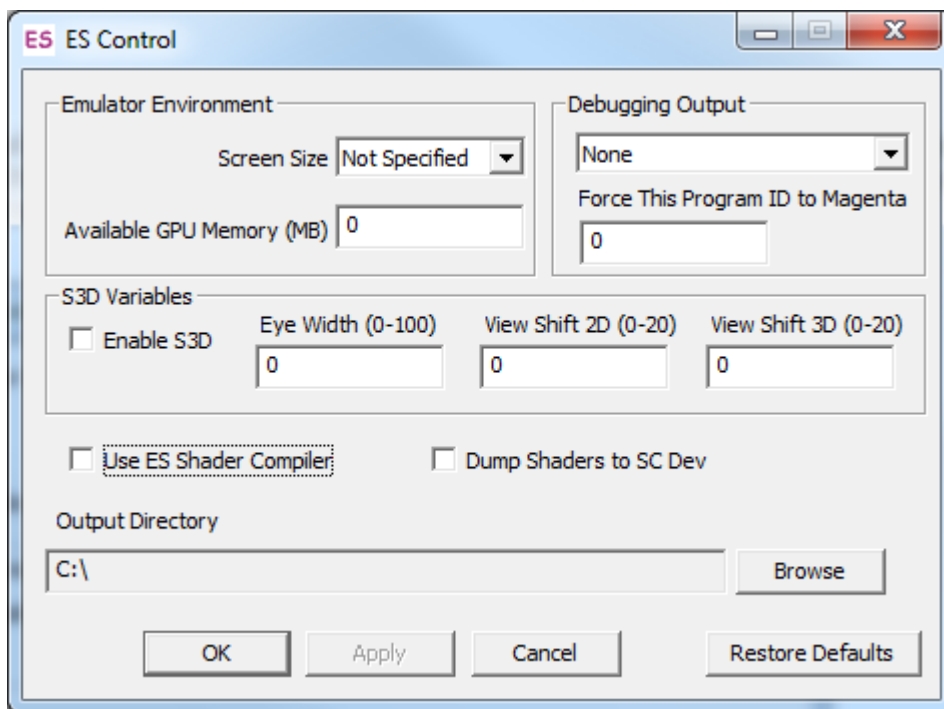 ES ES Control
Emulator Environment
Screen Size Not Specified
Available GPU Memory (MB) 0
Debugging Output
None
Force This Program ID to Magenta
0
S3D Variables
Enable S3D
Eye Width (0-100)
0
View Shift 2D (0-20)
0
View Shift 3D (0-20)
0
Use ES Shader Compiler
Dump Shaders to SC Dev
Output Directory
C:\
Browse
OK
Apply
Cancel
Restore Defaults